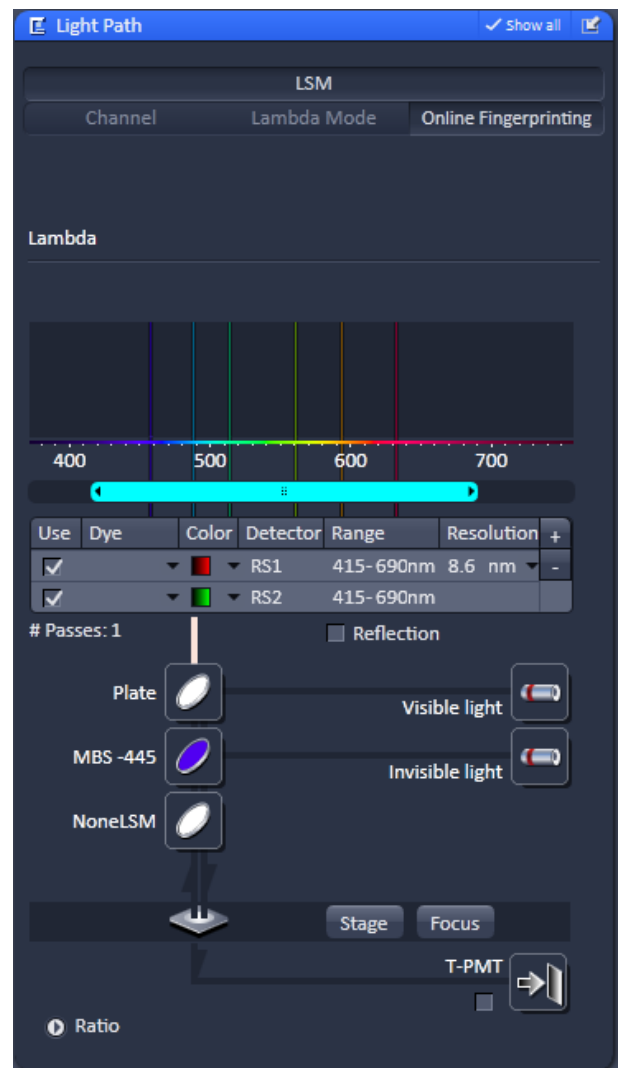 Light Path ✓ Show all
LSM
Channel Lambda Mode Online Fingerprinting
Lambda
400 500 600 700
Use Dye Color Detector Range Resolution +
RS1 415-690nm 8.6 nm -
RS2 415-690nm
# Passes: 1 Reflection
Plate Visible light
MBS -445 Invisible light
NoneLSM
Stage Focus
T-PMT
Ratio